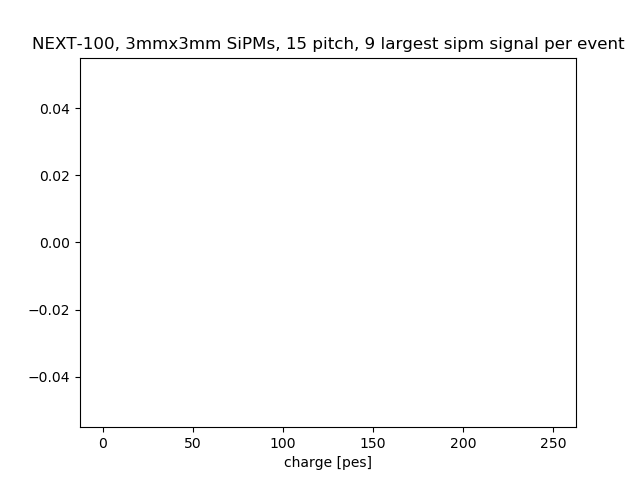 NEXT-100, 3mmx3mm SiPMs, 15 pitch, 9 largest sipm signal per event
0.04
0.02
0.00
−0.02
−0.04
0 50 100 150 200 250
charge [pes]